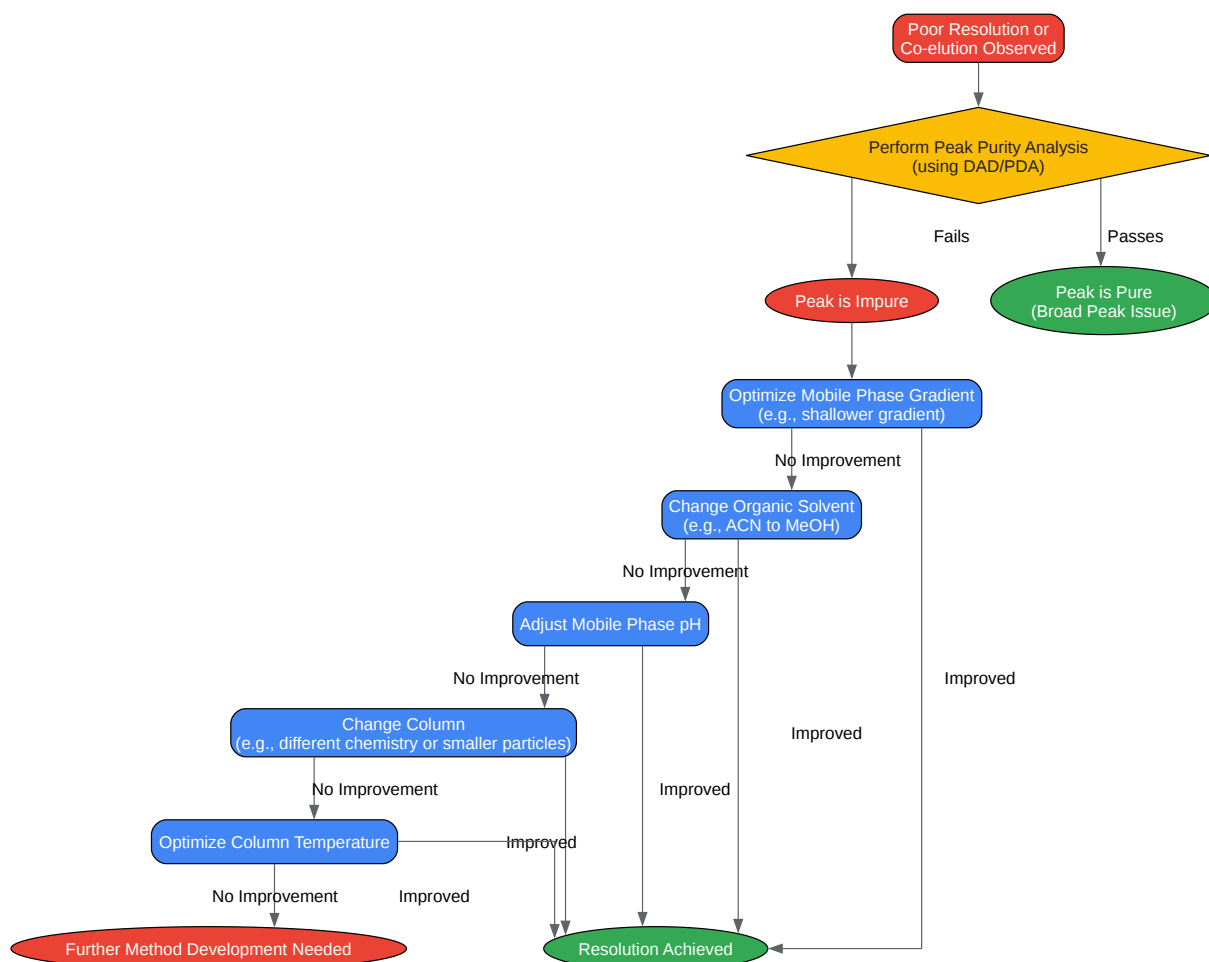 Poor Resolution or
Co-elution Observed
Perform Peak Purity Analysis
(using DAD/PDA)
Fails
Passes
Peak is Impure
Peak is Pure
(Broad Peak Issue)
Optimize Mobile Phase Gradient
(e.g., shallower gradient)
No Improvement
Change Organic Solvent
(e.g., ACN to MeOH)
No Improvement
Adjust Mobile Phase pH
No Improvement
Improved
Change Column
(e.g., different chemistry or smaller particles)
Improved
No Improvement
Improved
Optimize Column Temperature
Improved
No Improvement
Improved
Further Method Development Needed
Resolution Achieved